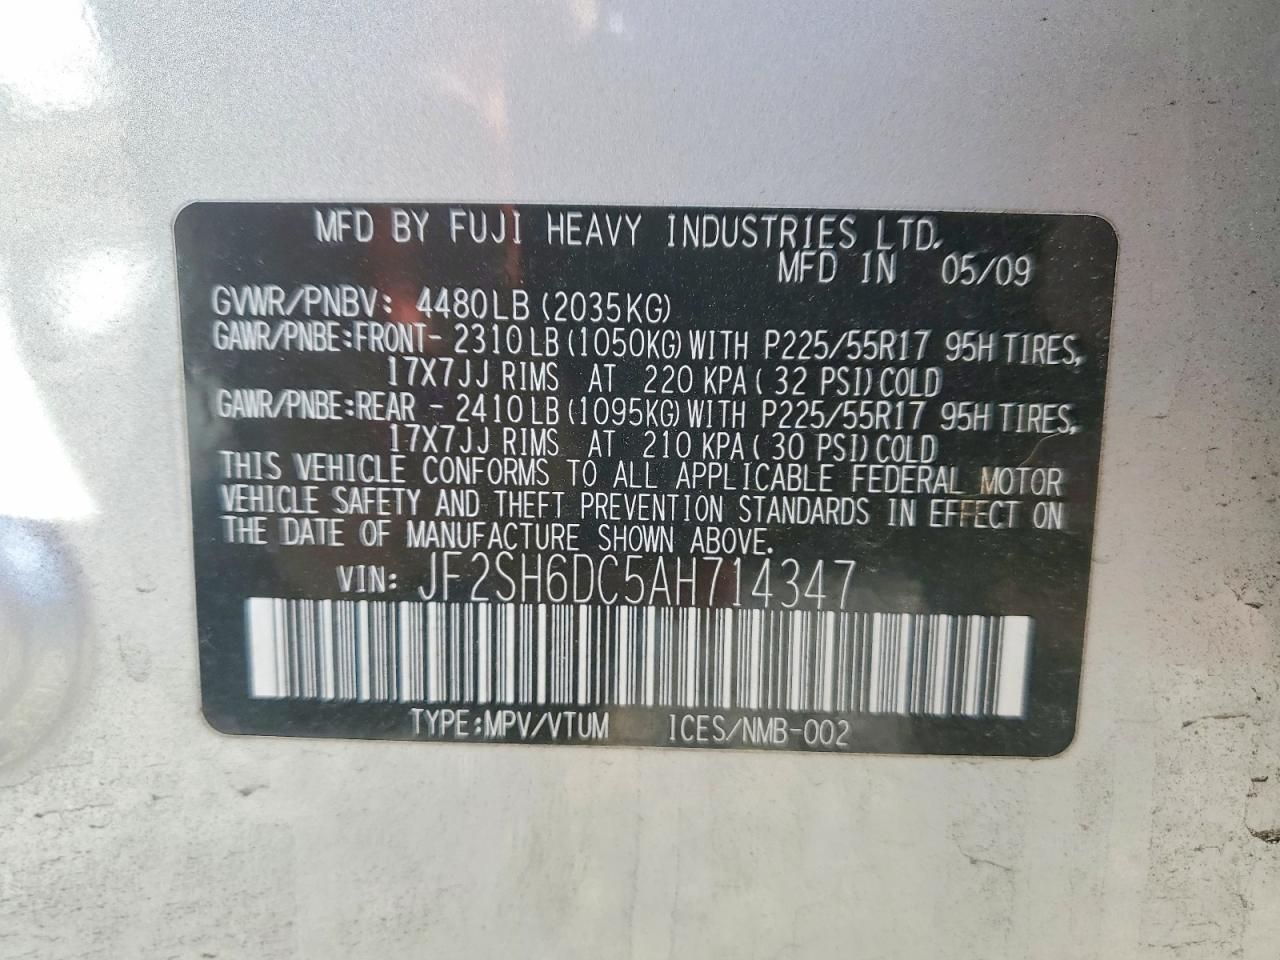 MFD BY FUJI HEAVY INDUSTRIES LTD.
MFD IN 05/09
GVWR/PNBV: 4480LB (2035KG)
GAWR/PNBE:FRONT- 2310LB (1050KG) WITH P225/55R17 95H TIRES,
17X7JJ RIMS AT 220 KPA ( 32 PSI) COLD
GAWR/PNBE:REAR - 2410LB (1095KG) WITH P225/55R17 95H TIRES,
17X7JJ RIMS AT 210 KPA ( 30 PSI) COLD
THIS VEHICLE CONFORMS TO ALL APPLICABLE FEDERAL MOTOR
VEHICLE SAFETY AND THEFT PREVENTION STANDARDS IN EFFECT ON
THE DATE OF MANUFACTURE SHOWN ABOVE.
VIN: JF2SH6DC5AH714347
TYPE:MPV/VTUM ICES/NMB-002